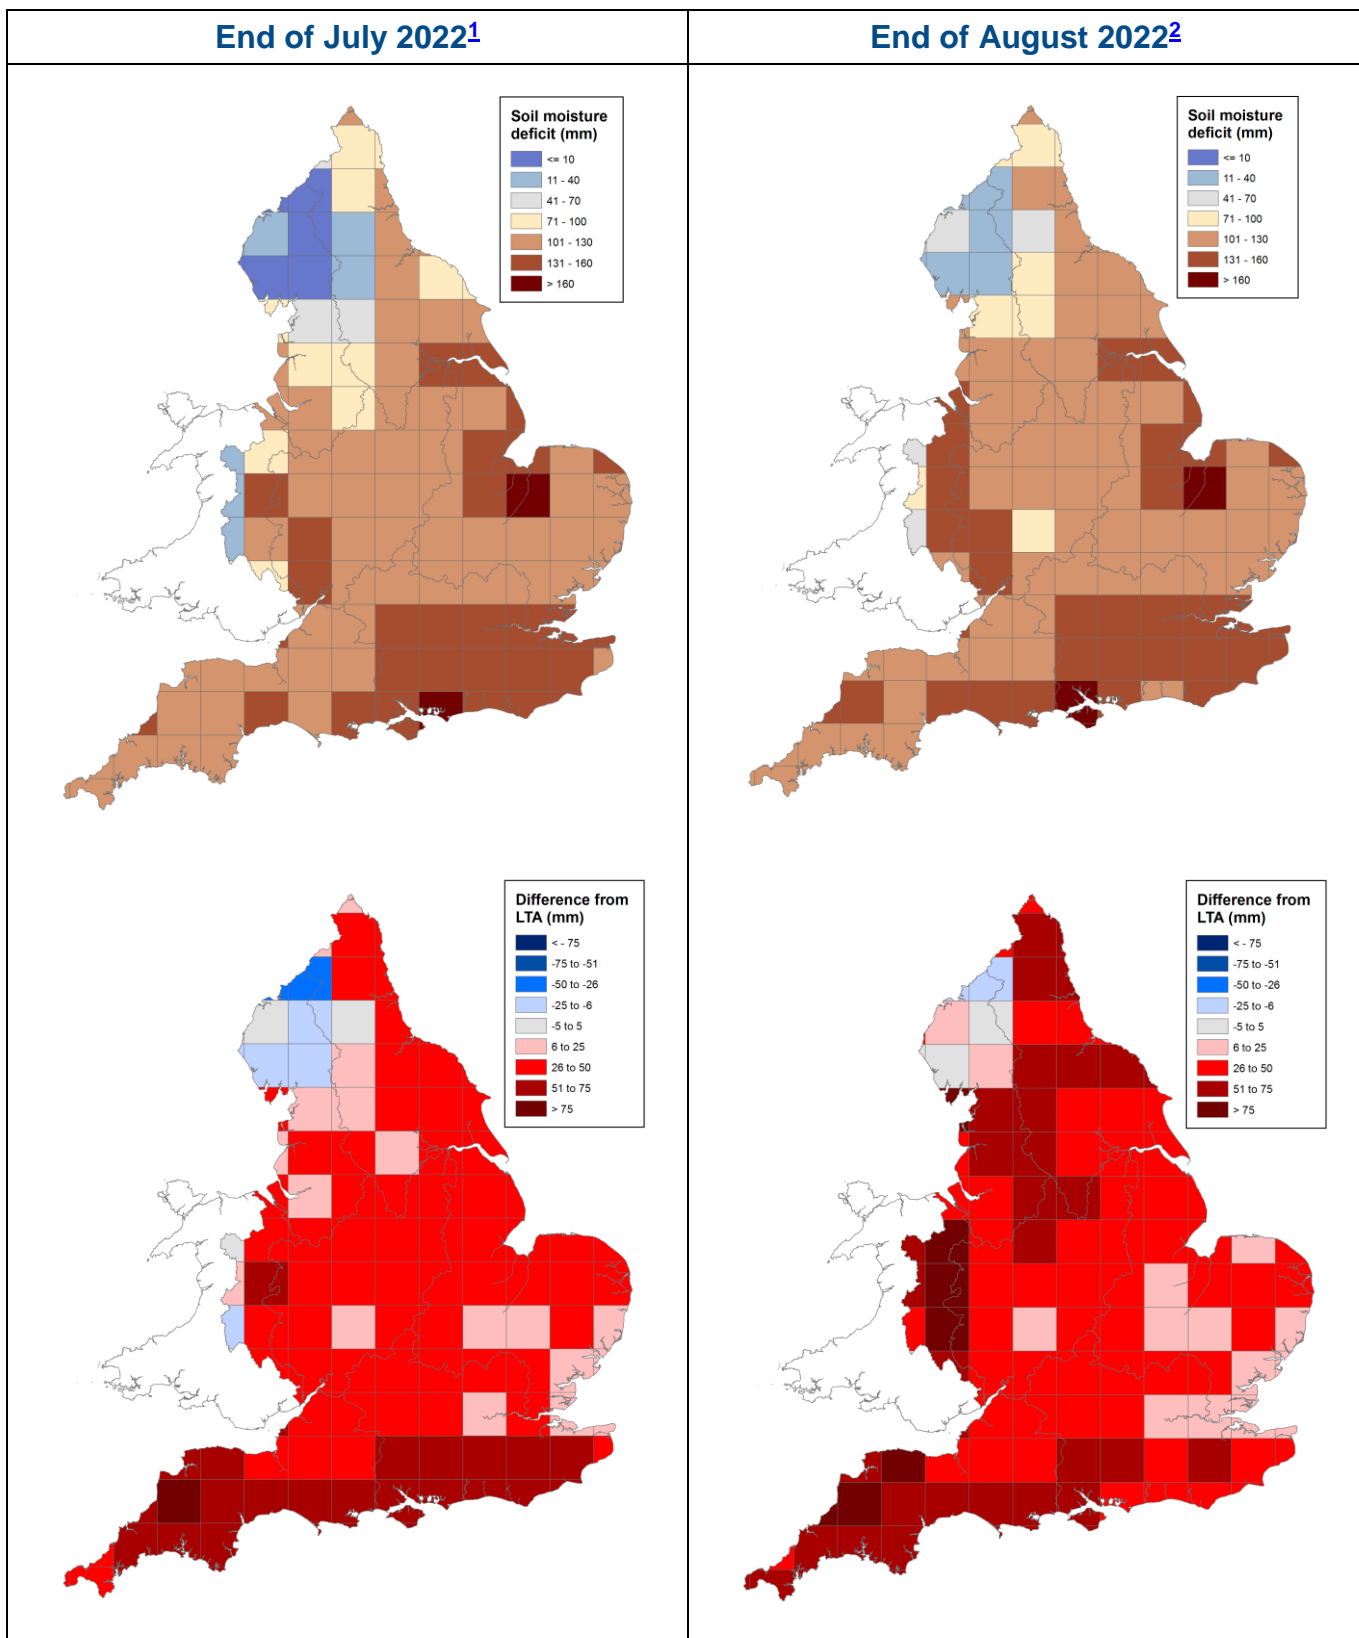 End of July 20221
End of August 20222
Soil moisture
deficit (mm)
<= 10
11 - 40
41 - 70
71 - 100
101 - 130
131 - 160
> 160
Soil moisture
deficit (mm)
<= 10
11 - 40
41 - 70
71 - 100
101 - 130
131 - 160
> 160
Difference from
LTA (mm)
< - 75
-75 to -51
-50 to -26
-25 to -6
-5 to 5
6 to 25
26 to 50
51 to 75
> 75
Difference from
LTA (mm)
< - 75
-75 to -51
-50 to -26
-25 to -6
-5 to 5
6 to 25
26 to 50
51 to 75
> 75